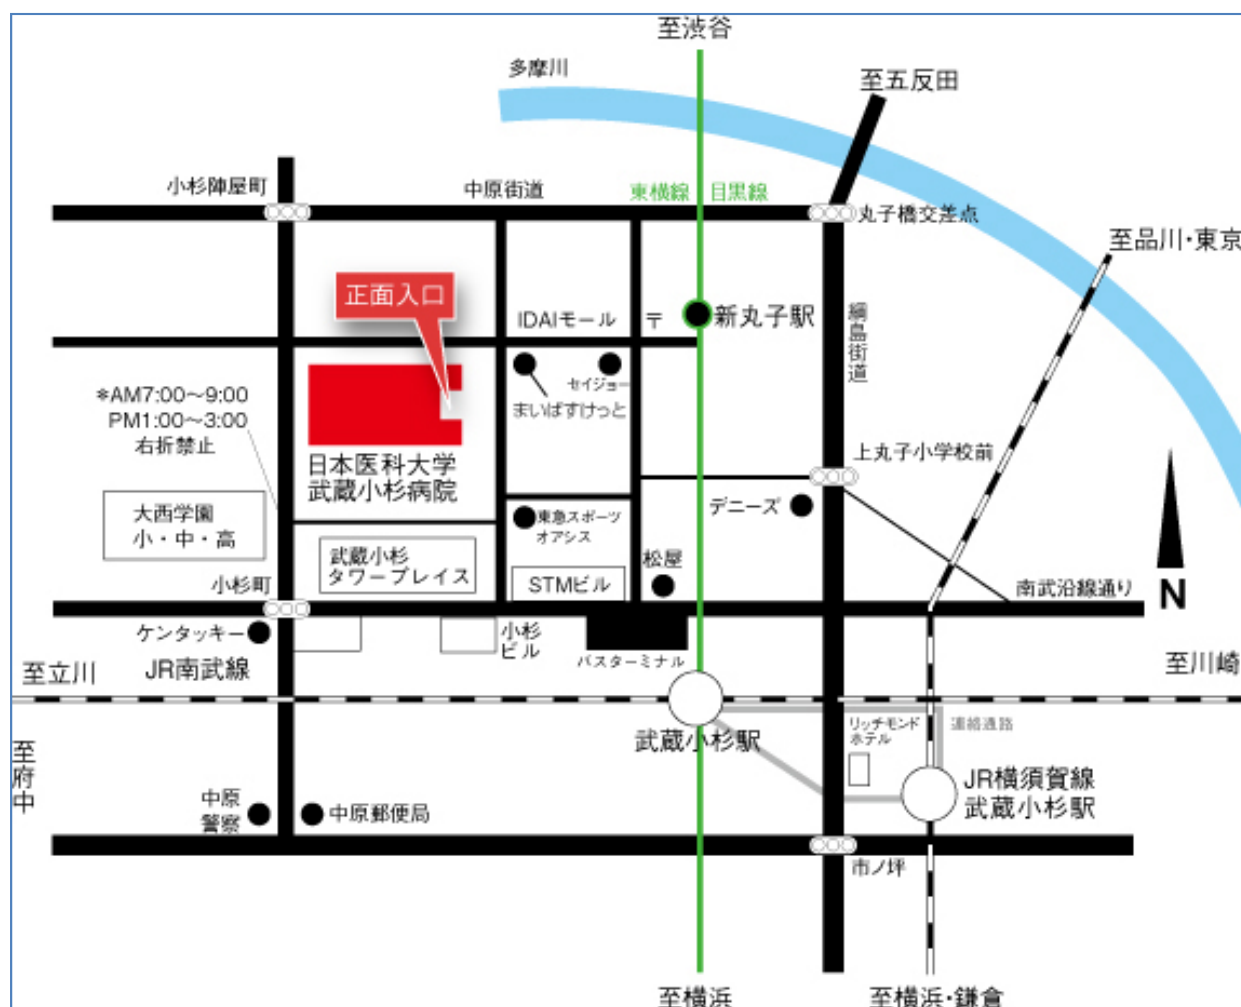 至渋谷
多摩川
至五反田
小杉陣屋町
中原街道
東横線
目黒線
丸子橋交差点
至品川・東京
正面入口
IDAIモール
〒
新丸子駅
綱島街道
セイジョー
まいばすけっと
*AM7:00〜9:00
PM1:00〜3:00
右折禁止
日本医科大学
武蔵小杉病院
上丸子小学校前
デニーズ
大西学園
小・中・高
東急スポーツ
オアシス
武蔵小杉
タワープレイス
STMビル
松屋
小杉町
南武沿線通り
N
ケンタッキー
小杉
ビル
バスターミナル
至立川
JR南武線
至川崎
武蔵小杉駅
リッチモンド
ホテル
連絡通路
至府中
JR横須賀線
武蔵小杉駅
中原
警察
中原郵便局
市ノ坪
至横浜
至横浜・鎌倉